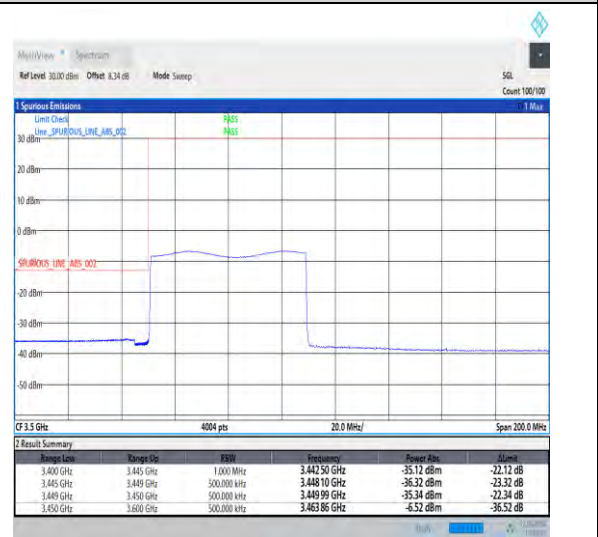 MultiView Spectrum
Ref Level 30.00 dBm Offset 8.34 dB Mode Sweep SGL
Count 100/100
1 Spurious Emissions 1 Max
Limit Check PASS
Line _SPURIOUS_LINE_ABS_002 PASS
30 dBm
20 dBm
10 dBm
0 dBm
SPURIOUS_LINE_ABS_002
-20 dBm
-30 dBm
-40 dBm
-50 dBm
CF 3.5 GHz 4004 pts 20.0 MHz/ Span 200.0 MHz
2 Result Summary
Range Low Range Up RBW Frequency Power Abs ΔLimit
3.400 GHz 3.445 GHz 1.000 MHz 3.442 50 GHz -35.12 dBm -22.12 dB
3.445 GHz 3.449 GHz 500.000 kHz 3.448 10 GHz -36.32 dBm -23.32 dB
3.449 GHz 3.450 GHz 500.000 kHz 3.449 99 GHz -35.34 dBm -22.34 dB
3.450 GHz 3.600 GHz 500.000 kHz 3.463 86 GHz -6.52 dBm -36.52 dB